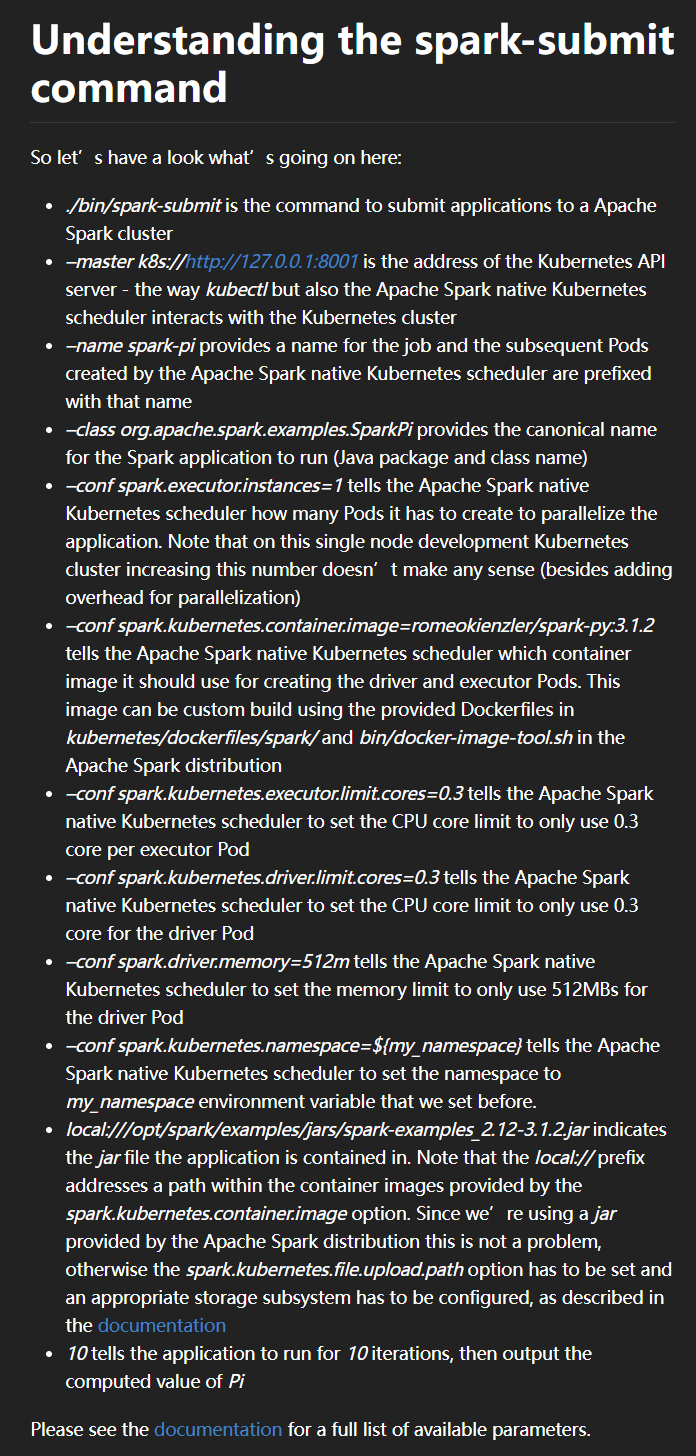 Understanding the spark-submit
command
So let’s have a look what’s going on here:
• ./bin/spark-submit is the command to submit applications to a Apache
Spark cluster
• –master k8s://http://127.0.0.1:8001 is the address of the Kubernetes API
server - the way kubectl but also the Apache Spark native Kubernetes
scheduler interacts with the Kubernetes cluster
• –name spark-pi provides a name for the job and the subsequent Pods
created by the Apache Spark native Kubernetes scheduler are prefixed
with that name
• –class org.apache.spark.examples.SparkPi provides the canonical name
for the Spark application to run (Java package and class name)
• –conf spark.executor.instances=1 tells the Apache Spark native
Kubernetes scheduler how many Pods it has to create to parallelize the
application. Note that on this single node development Kubernetes
cluster increasing this number doesn’t make any sense (besides adding
overhead for parallelization)
• –conf spark.kubernetes.container.image=romeokienzler/spark-py:3.1.2
tells the Apache Spark native Kubernetes scheduler which container
image it should use for creating the driver and executor Pods. This
image can be custom build using the provided Dockerfiles in
kubernetes/dockerfiles/spark/ and bin/docker-image-tool.sh in the
Apache Spark distribution
• –conf spark.kubernetes.executor.limit.cores=0.3 tells the Apache Spark
native Kubernetes scheduler to set the CPU core limit to only use 0.3
core per executor Pod
• –conf spark.kubernetes.driver.limit.cores=0.3 tells the Apache Spark
native Kubernetes scheduler to set the CPU core limit to only use 0.3
core for the driver Pod
• –conf spark.driver.memory=512m tells the Apache Spark native
Kubernetes scheduler to set the memory limit to only use 512MBs for
the driver Pod
• –conf spark.kubernetes.namespace=${my_namespace} tells the Apache
Spark native Kubernetes scheduler to set the namespace to
my_namespace environment variable that we set before.
• local:///opt/spark/examples/jars/spark-examples_2.12-3.1.2.jar indicates
the jar file the application is contained in. Note that the local:// prefix
addresses a path within the container images provided by the
spark.kubernetes.container.image option. Since we’re using a jar
provided by the Apache Spark distribution this is not a problem,
otherwise the spark.kubernetes.file.upload.path option has to be set and
an appropriate storage subsystem has to be configured, as described in
the documentation
• 10 tells the application to run for 10 iterations, then output the
computed value of Pi
Please see the documentation for a full list of available parameters.